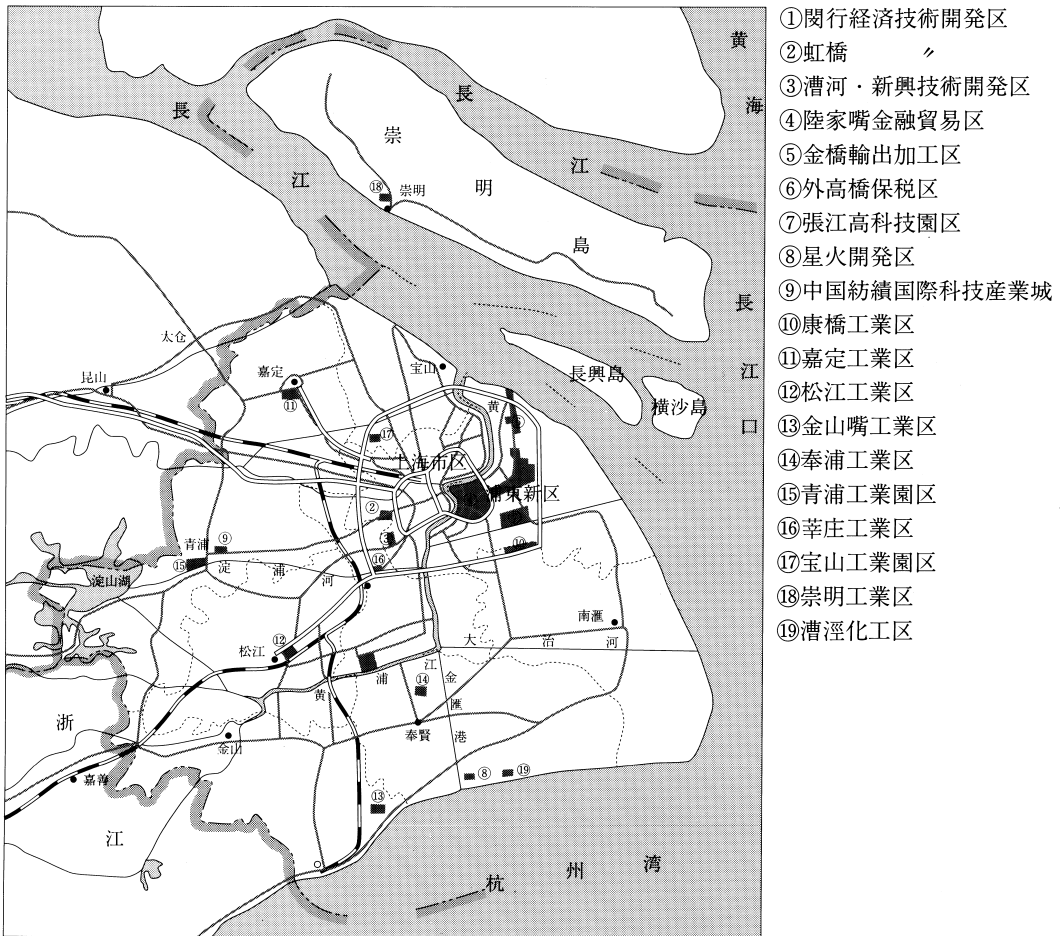 ①閔行経済技術開発区
②虹橋　　　〃
③漕河・新興技術開発区
④陸家嘴金融貿易区
⑤金橋輸出加工区
⑥外高橋保税区
⑦張江高科技園区
⑧星火開発区
⑨中国紡績国際科技産業城
⑩康橋工業区
⑪嘉定工業区
⑫松江工業区
⑬金山嘴工業区
⑭奉浦工業区
⑮青浦工業園区
⑯莘庄工業区
⑰宝山工業園区
⑱崇明工業区
⑲漕涇化工区
黄海
長江
長江
崇明島
⑱
崇明
長江口
太仓
昆山
嘉定
⑪
宝山
長興島
横沙島
黄
⑰
上海市区
浦東新区
②
青浦
⑨
⑮
淀浦河
⑯
⑩
淀山湖
南滙
大治河
⑫
松江
黄浦江
⑭
金匯港
奉賢
浙江
金山
嘉善
⑧
⑲
⑬
杭州湾